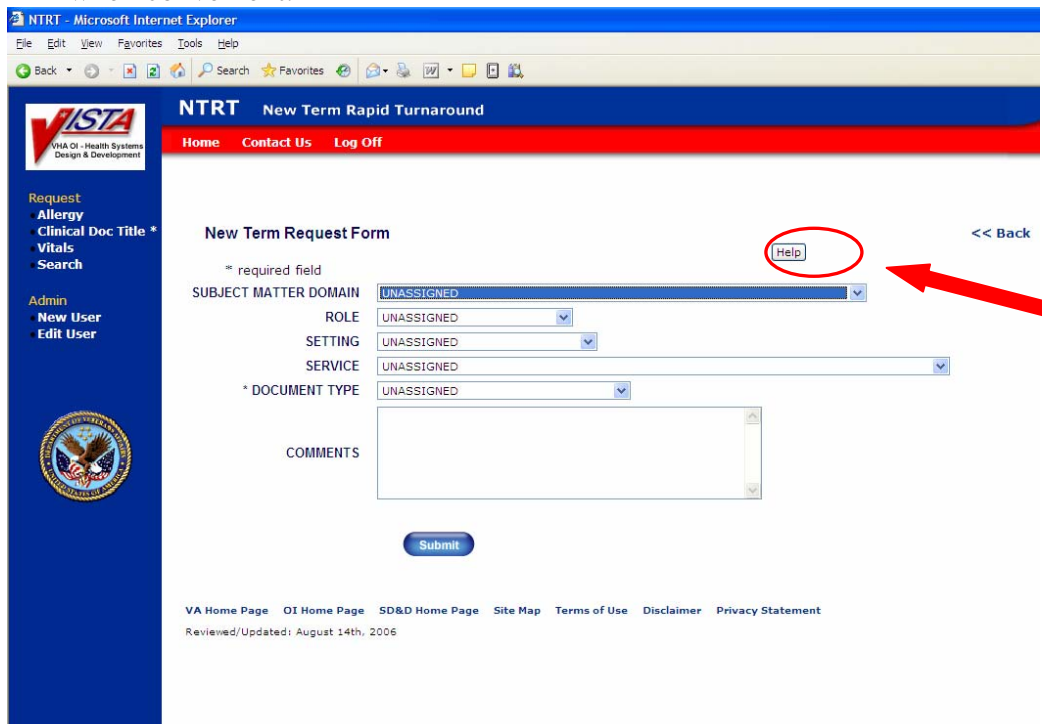 NTRT - Microsoft Internet Explorer
File Edit View Favorites Tools Help
Back Search Favorites
VISTA
VHA OI - Health Systems
Design & Development
NTRT New Term Rapid Turnaround
Home Contact Us Log Off
Request
Allergy
Clinical Doc Title *
Vitals
Search
Admin
New User
Edit User
New Term Request Form
<< Back
Help
* required field
SUBJECT MATTER DOMAIN UNASSIGNED
ROLE UNASSIGNED
SETTING UNASSIGNED
SERVICE UNASSIGNED
* DOCUMENT TYPE UNASSIGNED
COMMENTS
Submit
VA Home Page OI Home Page SD&D Home Page Site Map Terms of Use Disclaimer Privacy Statement
Reviewed/Updated: August 14th, 2006